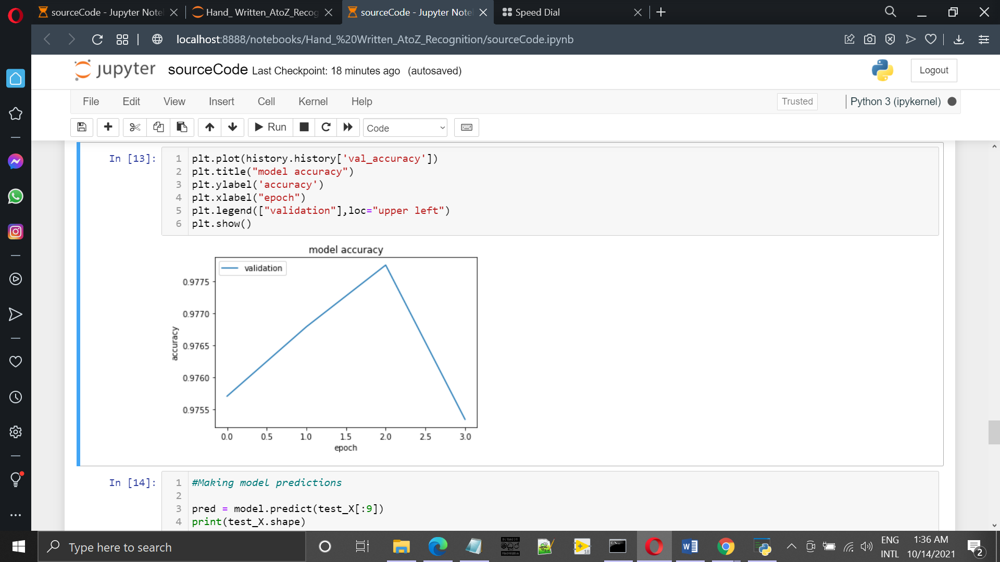 sourceCode - Jupyter Note
Hand_ Written_AtoZ_Recog
sourceCode - Jupyter Note
Speed Dial
localhost:8888/notebooks/Hand_%20Written_AtoZ_Recognition/sourceCode.ipynb
jupyter sourceCode Last Checkpoint: 18 minutes ago (autosaved)
Logout
File Edit View Insert Cell Kernel Help
Trusted
Python 3 (ipykernel)
Run
Code
In [13]:
1 plt.plot(history.history['val_accuracy'])
2 plt.title("model accuracy")
3 plt.ylabel('accuracy')
4 plt.xlabel("epoch")
5 plt.legend(["validation"],loc="upper left")
6 plt.show()
model accuracy
validation
0.9775
0.9770
0.9765
0.9760
0.9755
accuracy
0.0 0.5 1.0 1.5 2.0 2.5 3.0
epoch
In [14]:
1 #Making model predictions
2
3 pred = model.predict(test_X[:9])
4 print(test_X.shape)
Type here to search
18
ENG
INTL
1:36 AM
10/14/2021
2